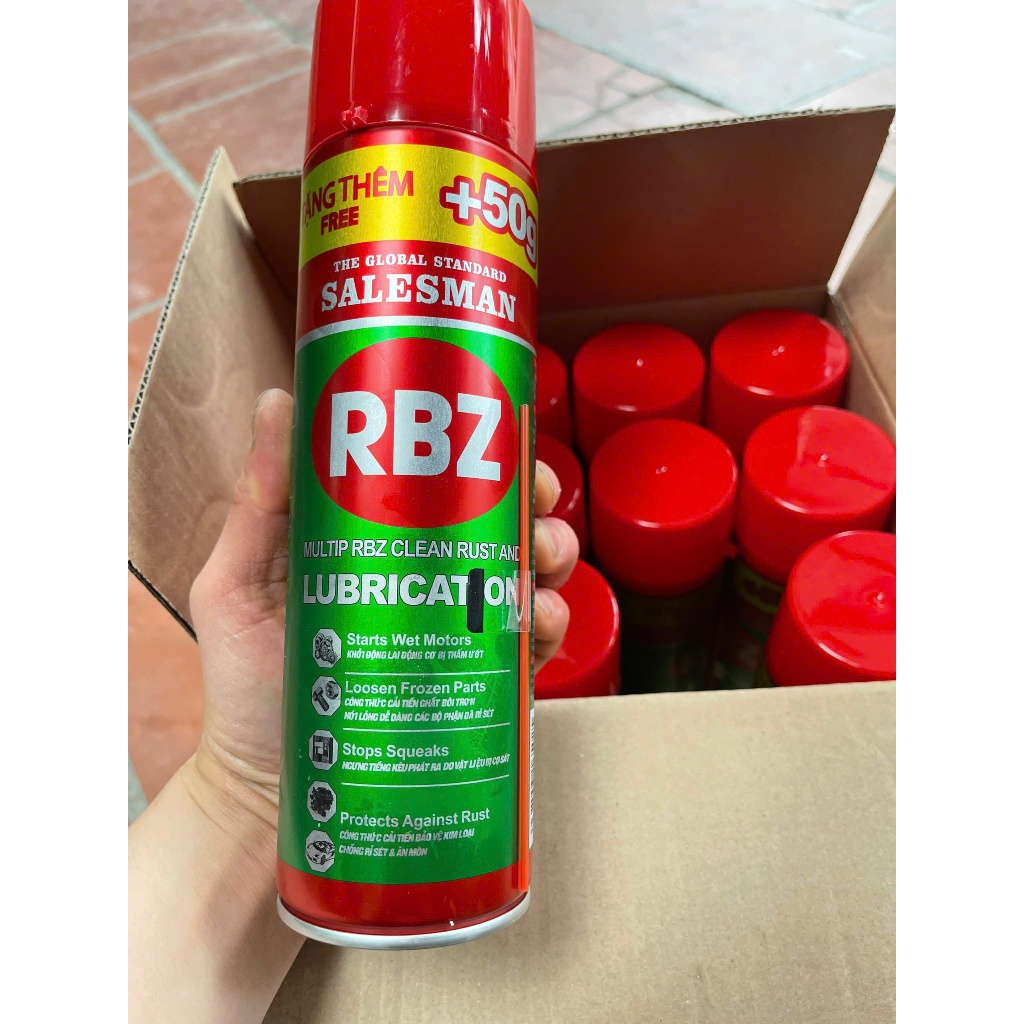 TẶNG THÊM
FREE
+50g
THE GLOBAL STANDARD
SALESMAN
RBZ
MULTIP RBZ CLEAN RUST AND
LUBRICATION
Starts Wet Motors
KHỞI ĐỘNG LẠI ĐỘNG CƠ BỊ THẤM ƯỚT
Loosen Frozen Parts
CÔNG THỨC CẢI TIẾN CHẤT BÔI TRƠN
NỚI LỎNG DỄ DÀNG CÁC BỘ PHẬN ĐÃ RỈ SÉT
Stops Squeaks
NGƯNG TIẾNG KÊU PHÁT RA DO VẬT LIỆU BỊ CỌ SÁT
Protects Against Rust
CÔNG THỨC CẢI TIẾN BẢO VỆ KIM LOẠI
CHỐNG RỈ SÉT & ĂN MÒN